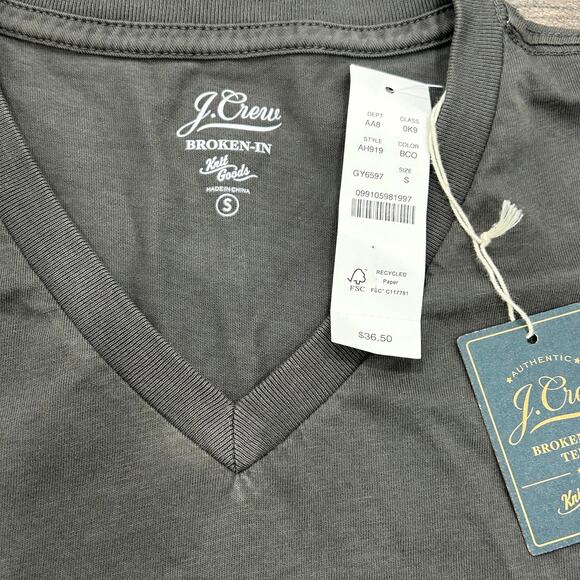 J.Crew
BROKEN-IN
Knit
Goods
MADE IN CHINA
S
DEPT CLASS
AA8 0K9
STYLE COLOR
AH919 BCO
SIZE
GY6597 S
099105981997
RECYCLED
Paper
FSC FSC® C117781
$36.50
AUTHENTIC
J.Cre
BROKEN-
TE
Knit